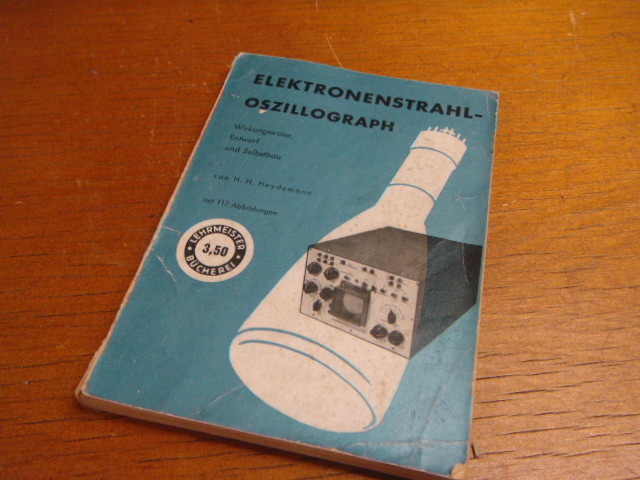 ELEKTRONENSTRAHL-
OSZILLOGRAPH
Wirkungsweise,
Entwurf
und Selbstbau
von H. H. Heydemann
mit 117 Abbildungen
LEHRMEISTER
3,50
BÜCHEREI